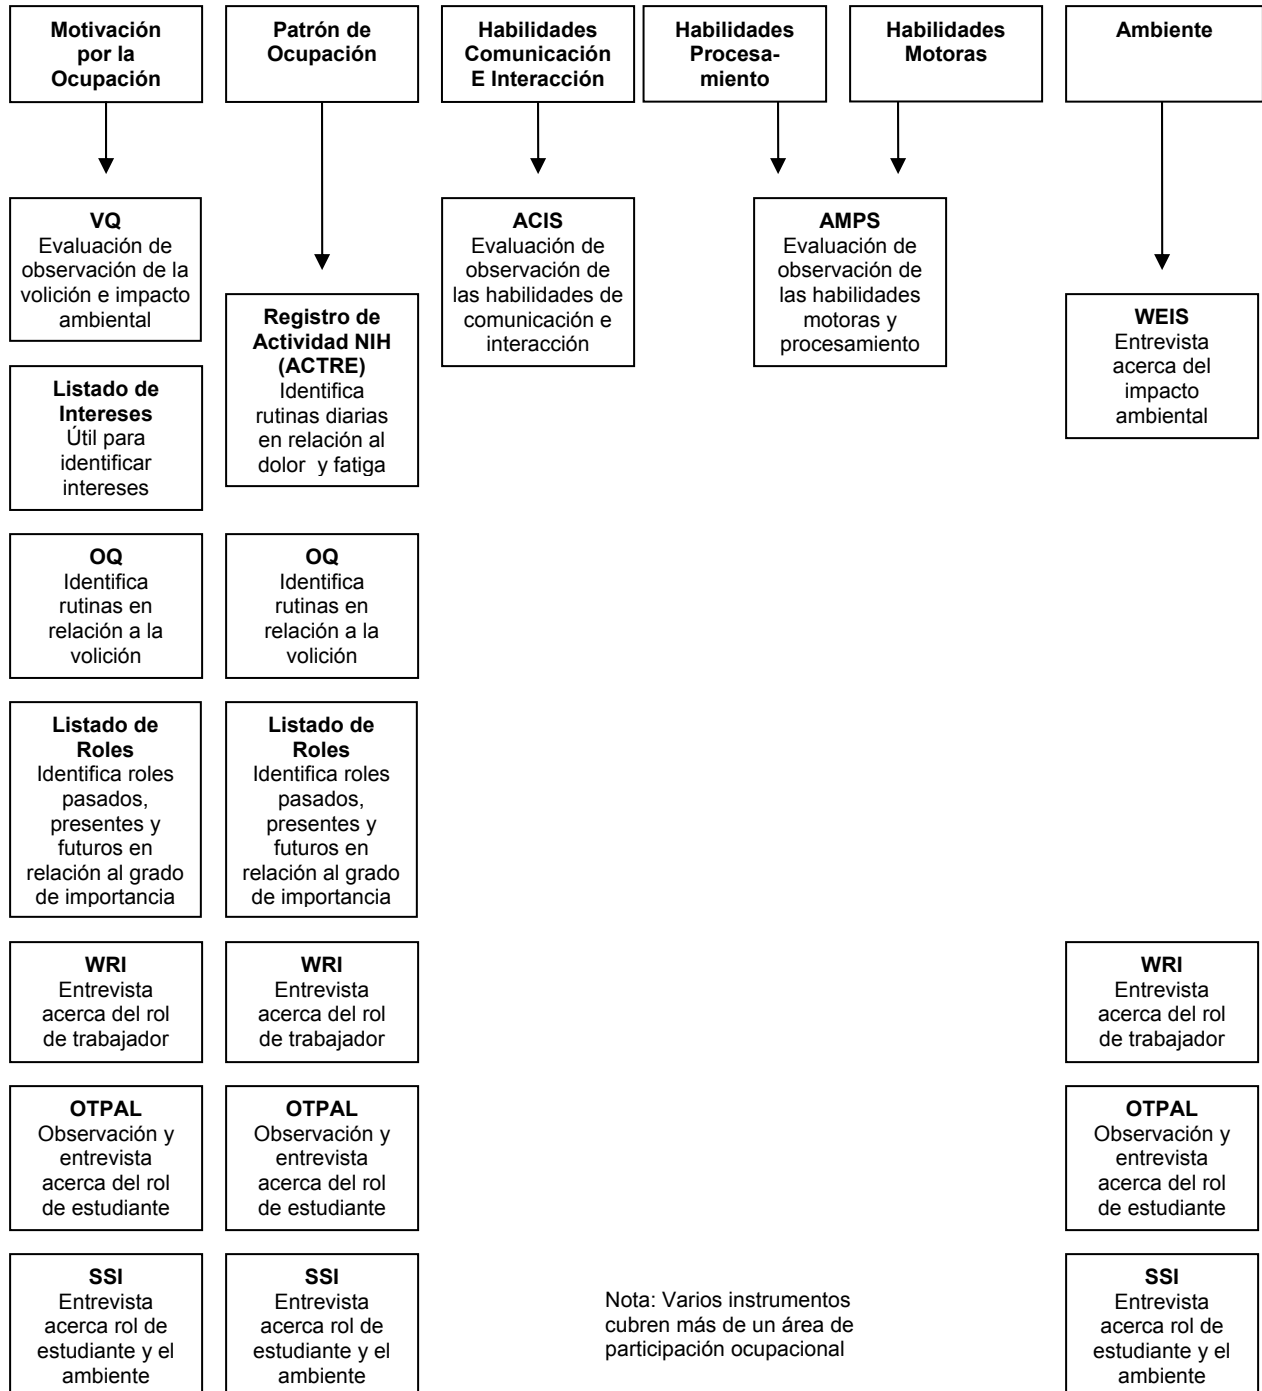 Motivación
por la
Ocupación
Patrón de
Ocupación
Habilidades
Comunicación
E Interacción
Habilidades
Procesa-
miento
Habilidades
Motoras
Ambiente
VQ
Evaluación de
observación de la
volición e impacto
ambiental
Registro de
Actividad NIH
(ACTRE)
Identifica
rutinas diarias
en relación al
dolor y fatiga
ACIS
Evaluación de
observación de
las habilidades de
comunicación e
interacción
AMPS
Evaluación de
observación de
las habilidades
motoras y
procesamiento
WEIS
Entrevista
acerca del
impacto
ambiental
Listado de
Intereses
Útil para
identificar
intereses
OQ
Identifica
rutinas en
relación a la
volición
OQ
Identifica
rutinas en
relación a la
volición
Listado de
Roles
Identifica roles
pasados,
presentes y
futuros en
relación al grado
de importancia
Listado de
Roles
Identifica roles
pasados,
presentes y
futuros en
relación al grado
de importancia
WRI
Entrevista
acerca del rol
de trabajador
WRI
Entrevista
acerca del rol
de trabajador
WRI
Entrevista
acerca del rol
de trabajador
OTPAL
Observación y
entrevista
acerca del rol
de estudiante
OTPAL
Observación y
entrevista
acerca del rol
de estudiante
OTPAL
Observación y
entrevista
acerca del rol
de estudiante
SSI
Entrevista
acerca rol de
estudiante y el
ambiente
SSI
Entrevista
acerca rol de
estudiante y el
ambiente
Nota: Varios instrumentos
cubren más de un área de
participación ocupacional
SSI
Entrevista
acerca rol de
estudiante y el
ambiente